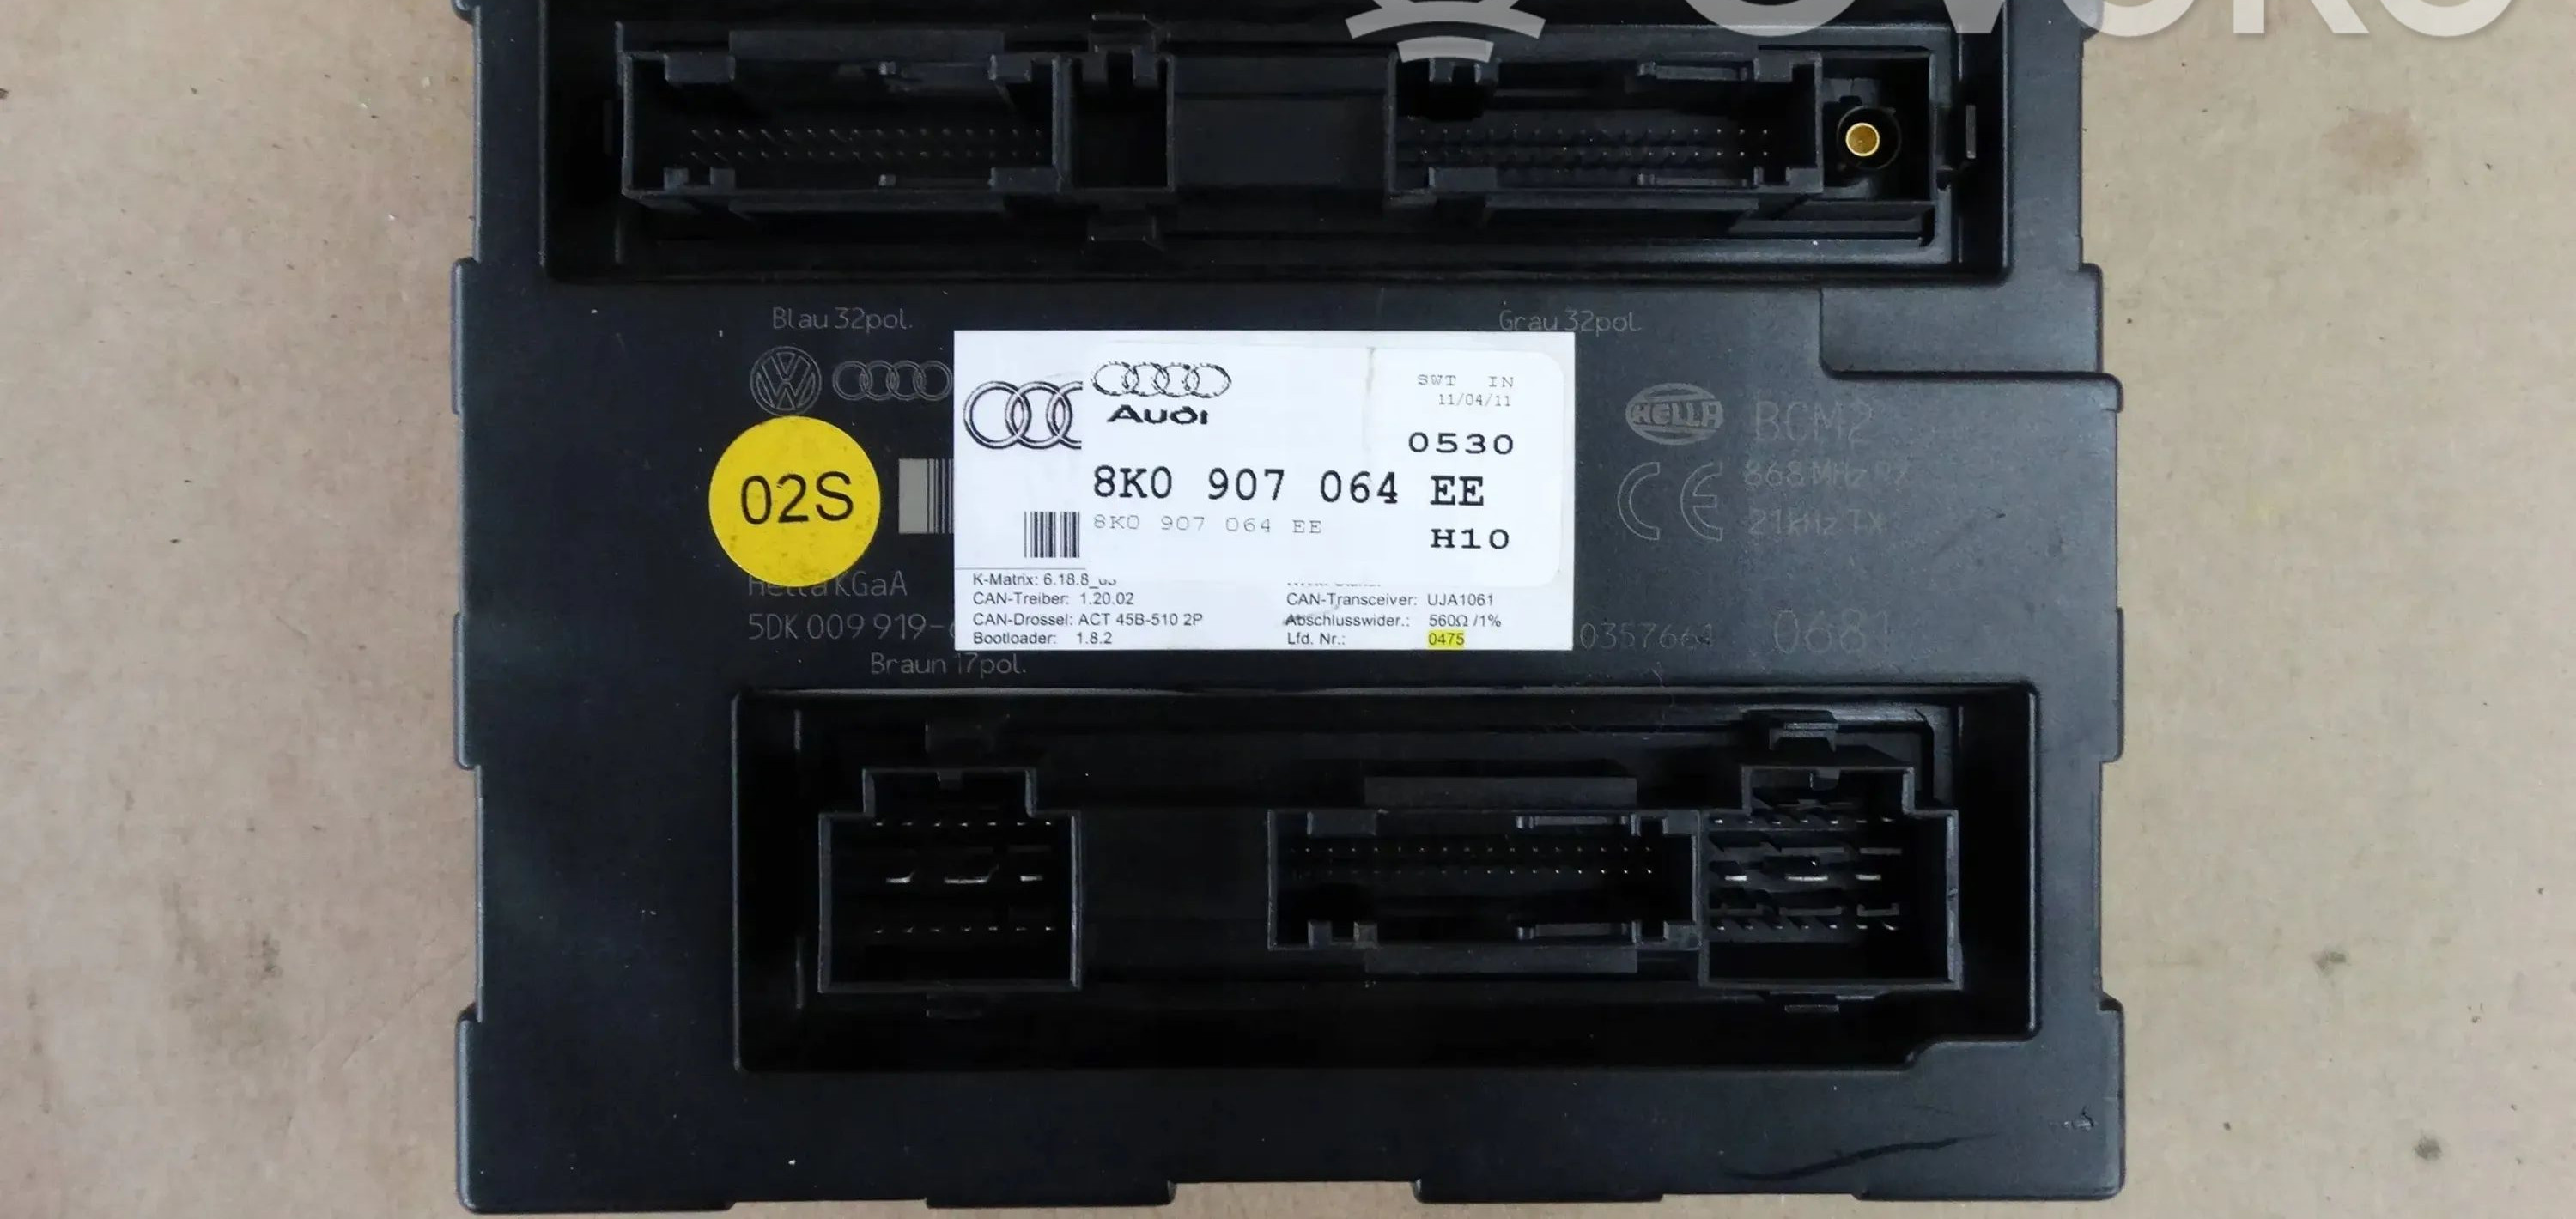 Blau 32pol.
Grau 32pol.
Audi
SWT IN
11/04/11
0530
8K0 907 064 EE
8K0 907 064 EE
H10
02S
HELLA
BCM2
868MHz RX
21kHz TX
Hella KGaA
5DK 009 919-
K-Matrix: 6.18.8_03
CAN-Treiber: 1.20.02
CAN-Transceiver: UJA1061
CAN-Drossel: ACT 45B-510 2P
Abschlusswider.: 560Ω /1%
Bootloader: 1.8.2
Lfd. Nr.: 0475
0357664 0681
Braun 17pol.